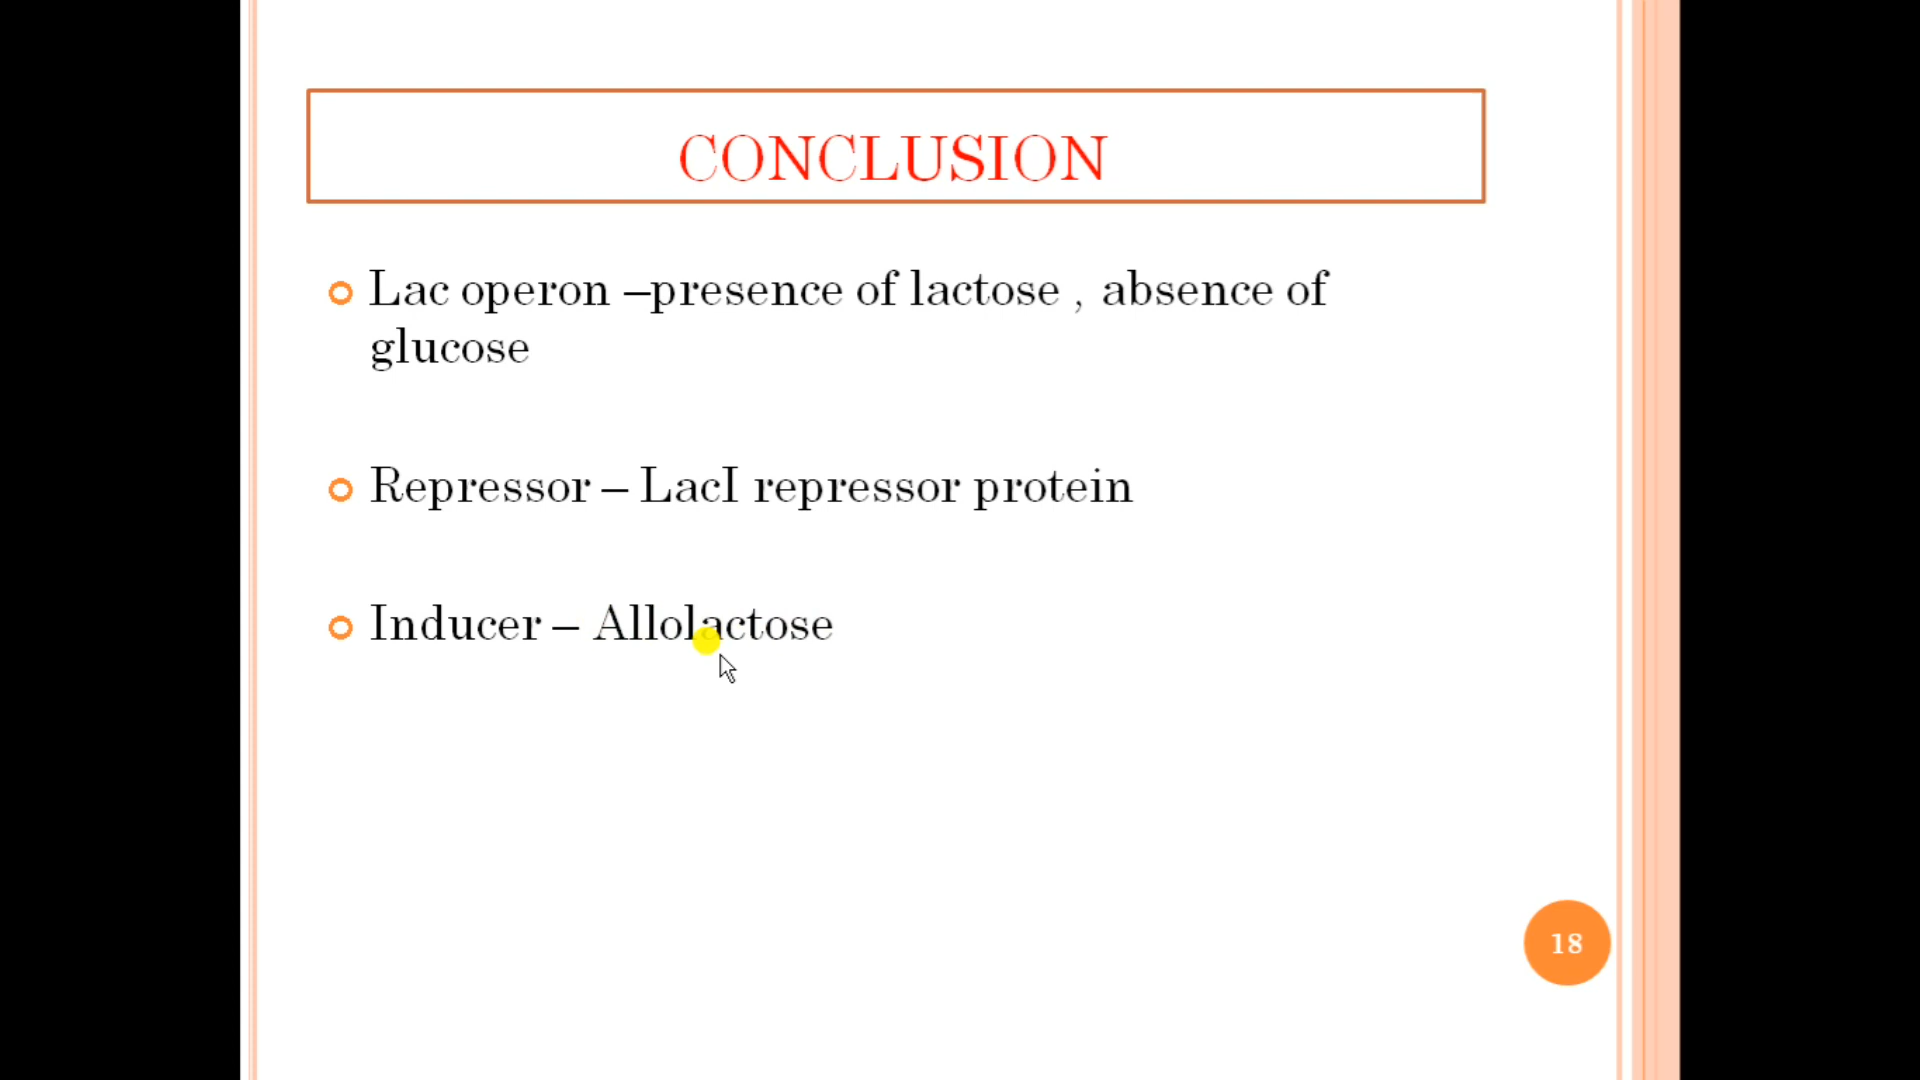 CONCLUSION
Lac operon –presence of lactose , absence of
glucose
Repressor – LacI repressor protein
Inducer – Allolactose
18